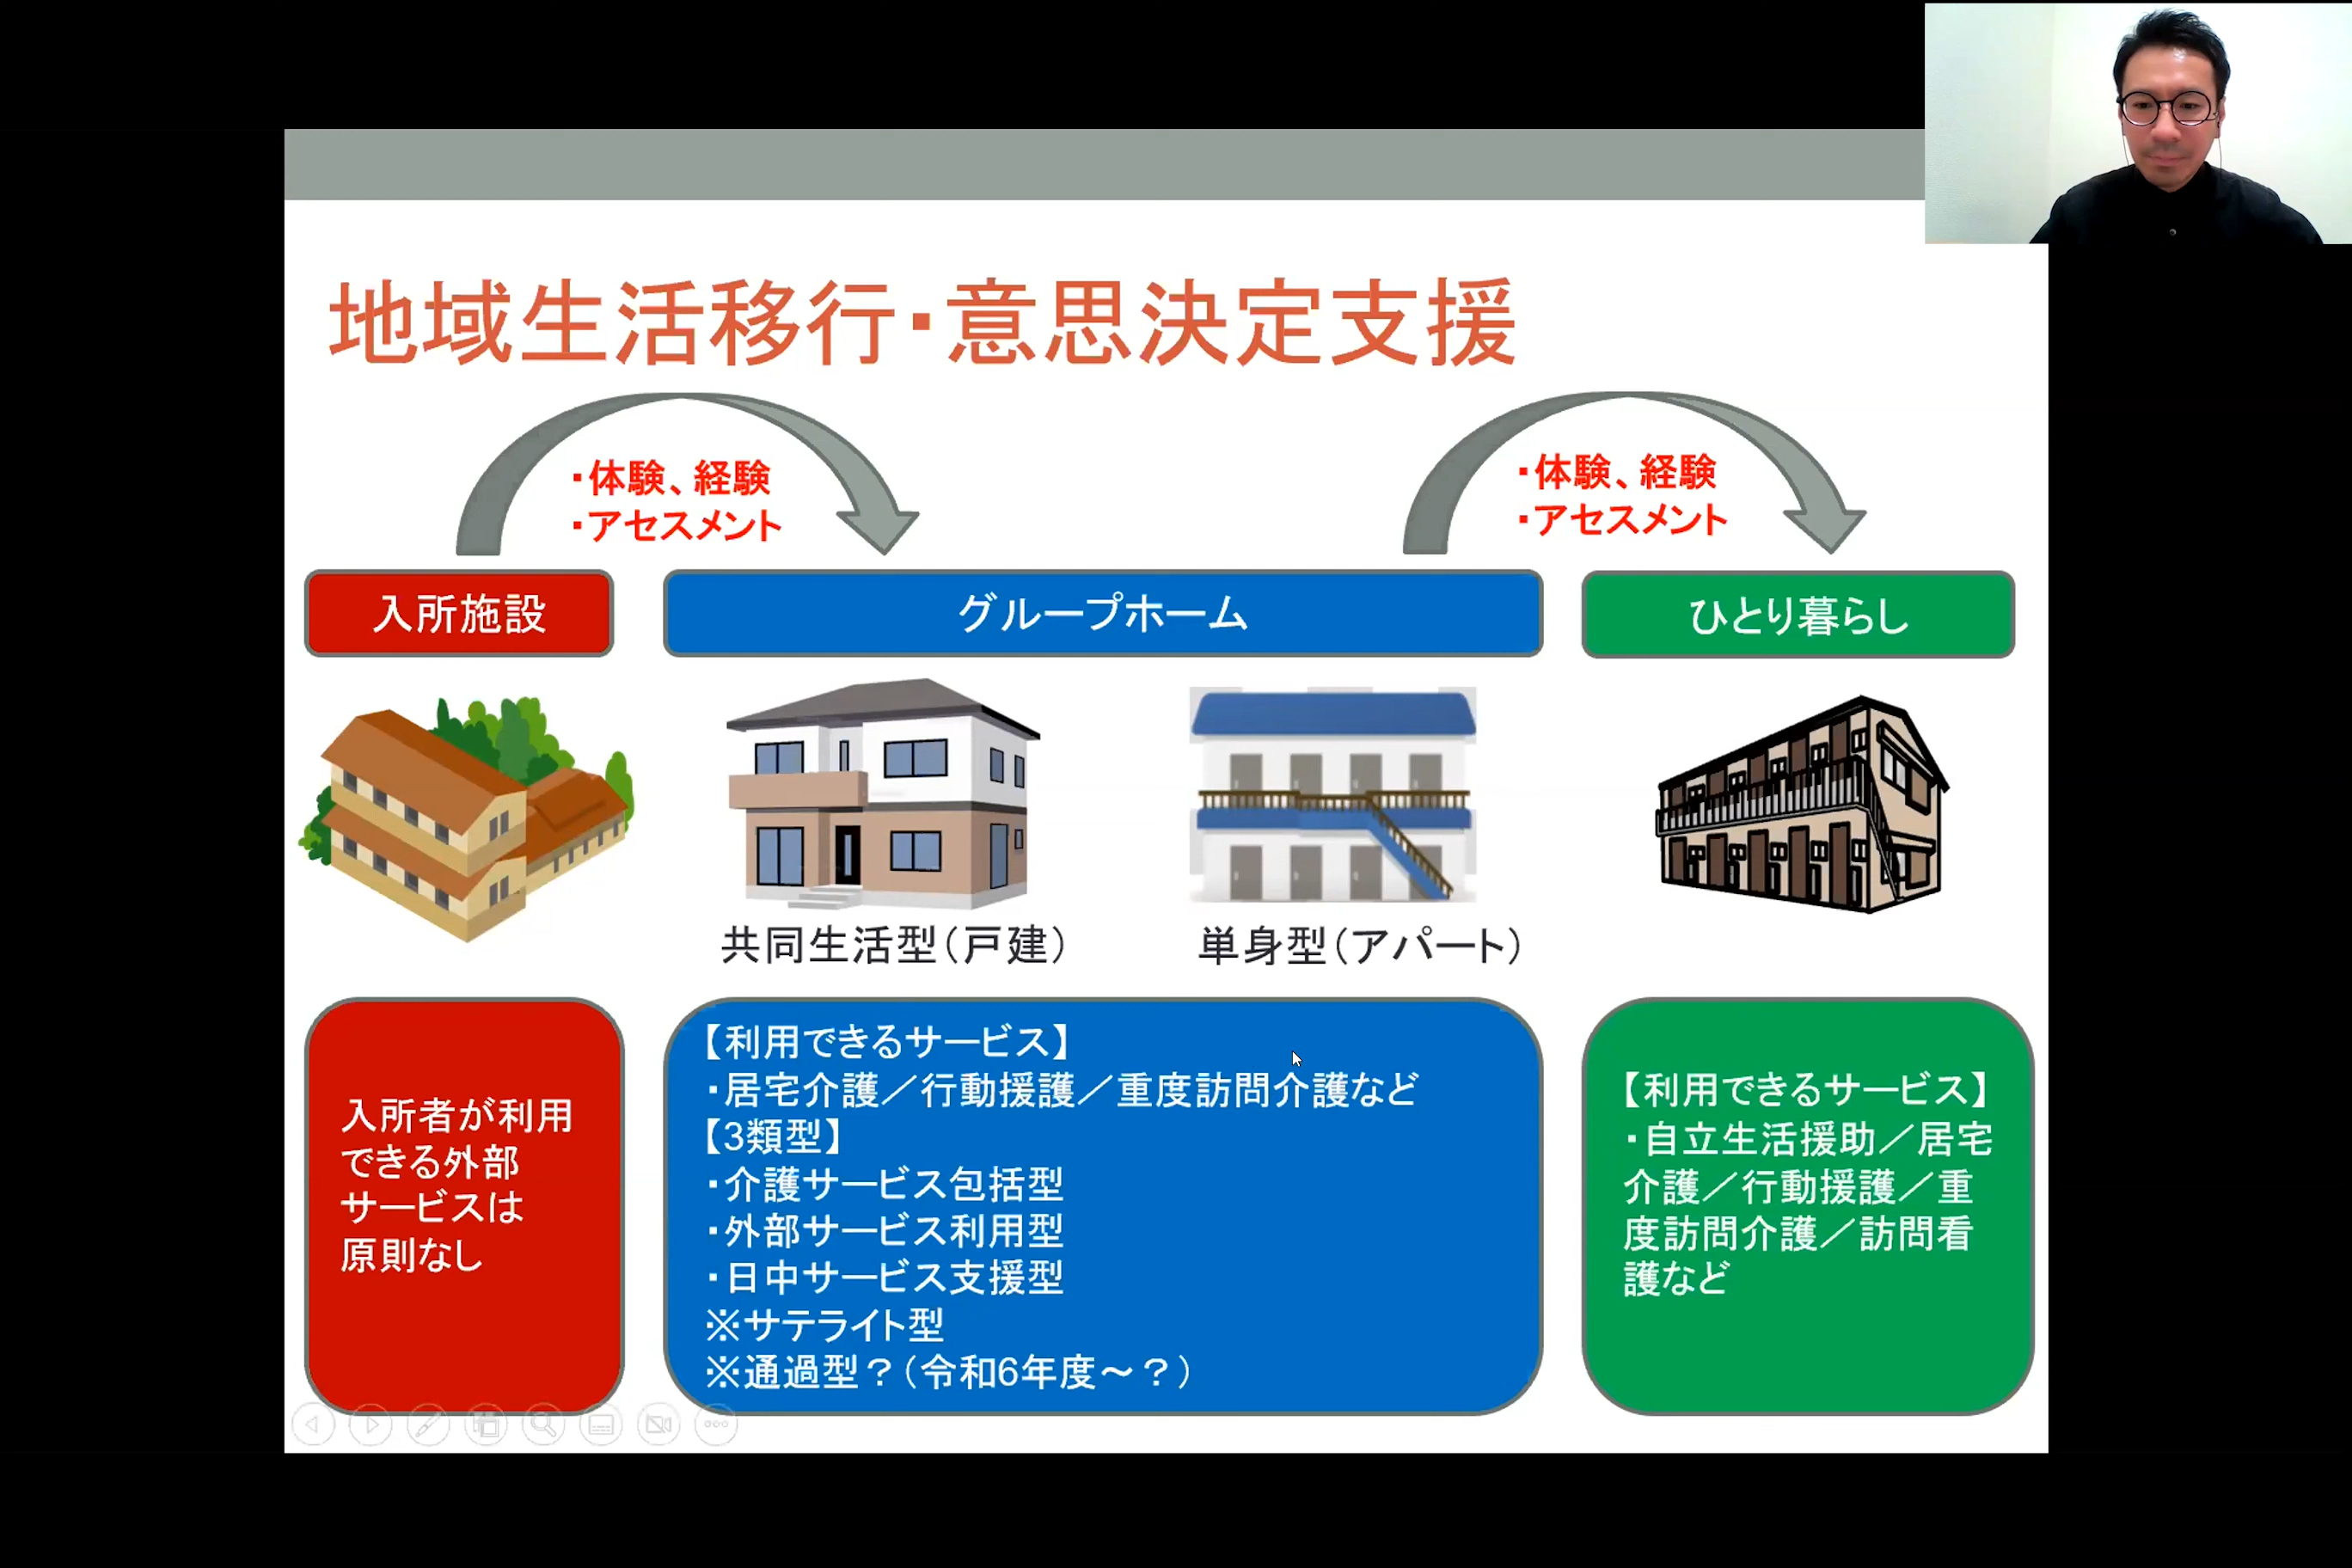 地域生活移行・意思決定支援
・体験、経験
・アセスメント
・体験、経験
・アセスメント
入所施設
グループホーム
ひとり暮らし
共同生活型（戸建）
単身型（アパート）
入所者が利用
できる外部
サービスは
原則なし
【利用できるサービス】
・居宅介護／行動援護／重度訪問介護など
【3類型】
・介護サービス包括型
・外部サービス利用型
・日中サービス支援型
※サテライト型
※通過型？（令和6年度～？）
【利用できるサービス】
・自立生活援助／居宅
介護／行動援護／重
度訪問介護／訪問看
護など